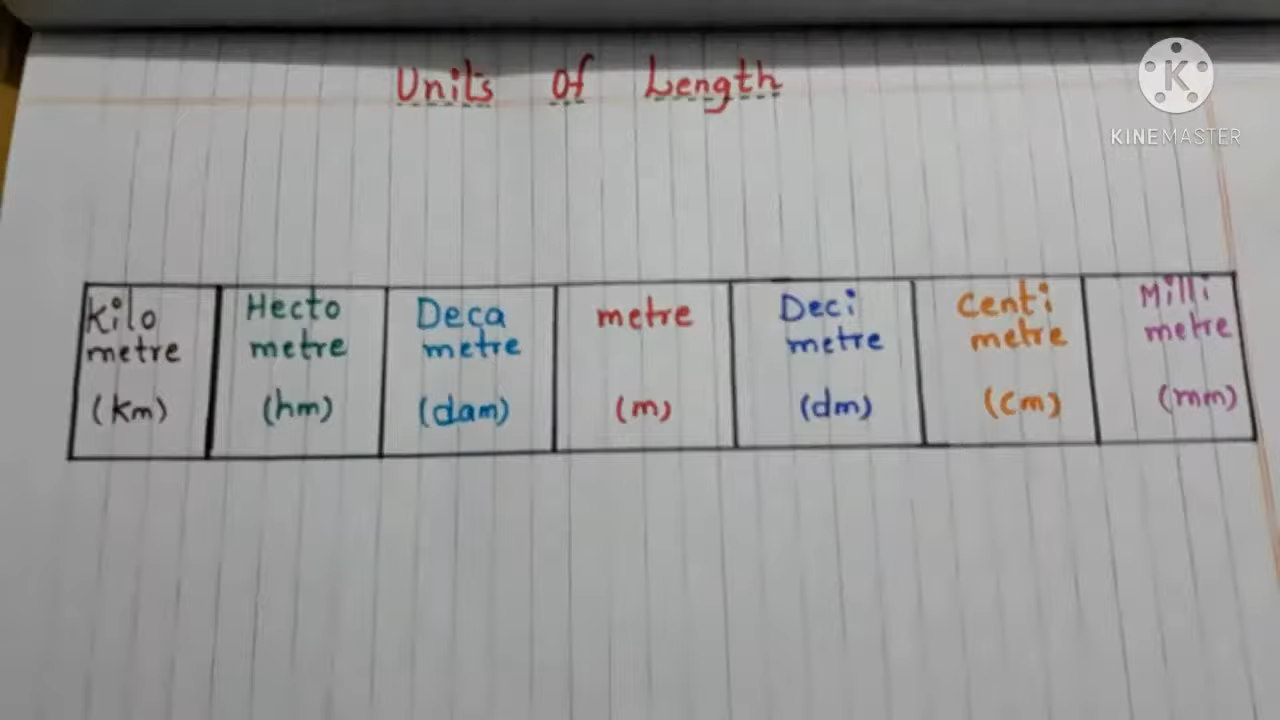 Units Of Length
KINEMASTER
Kilo
metre
(km)
Hecto
metre
(hm)
Deca
metre
(dam)
metre
(m)
Deci
metre
(dm)
Centi
metre
(Cm)
Milli
metre
(mm)